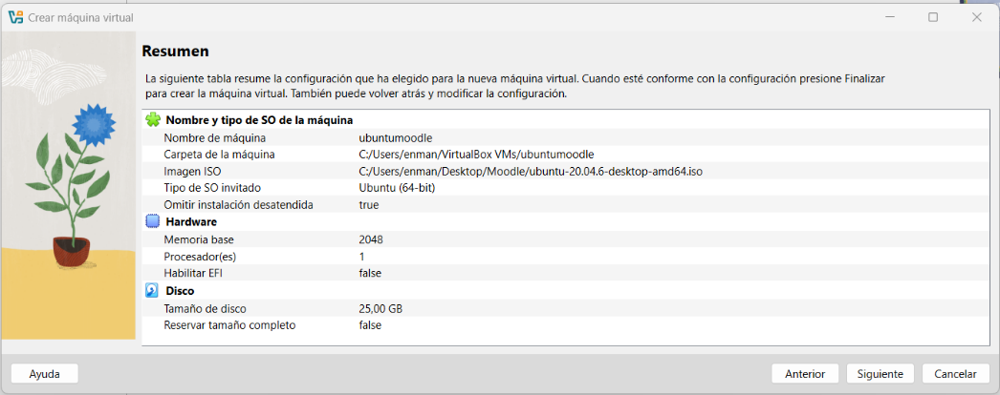 Crear máquina virtual
Resumen
La siguiente tabla resume la configuración que ha elegido para la nueva máquina virtual. Cuando esté conforme con la configuración presione Finalizar
para crear la máquina virtual. También puede volver atrás y modificar la configuración.
Nombre y tipo de SO de la máquina
Nombre de máquina ubuntumoodle
Carpeta de la máquina C:/Users/enman/VirtualBox VMs/ubuntumoodle
Imagen ISO C:/Users/enman/Desktop/Moodle/ubuntu-20.04.6-desktop-amd64.iso
Tipo de SO invitado Ubuntu (64-bit)
Omitir instalación desatendida true
Hardware
Memoria base 2048
Procesador(es) 1
Habilitar EFI false
Disco
Tamaño de disco 25,00 GB
Reservar tamaño completo false
Ayuda Anterior Siguiente Cancelar